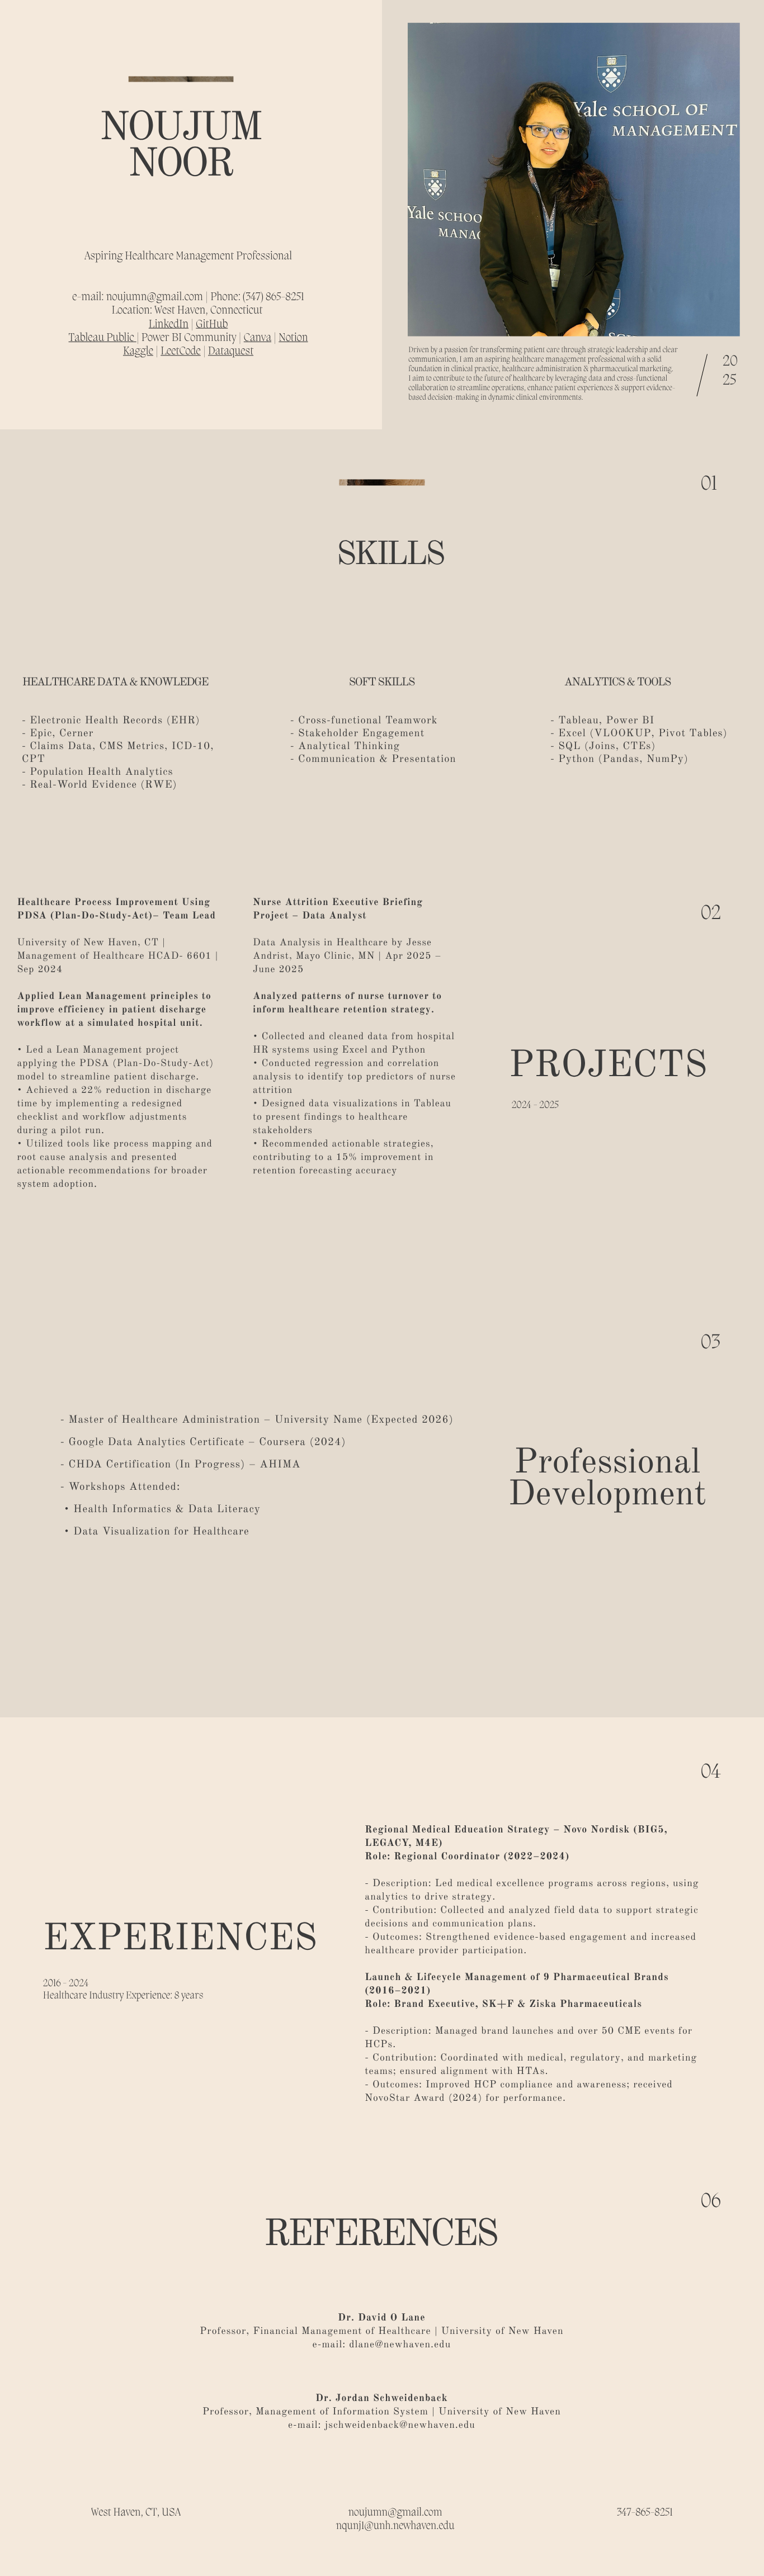 NOUJUM
NOOR
Aspiring Healthcare Management Professional
e-mail: noujumn@gmail.com | Phone: (347) 865-8251
Location: West Haven, Connecticut
LinkedIn | GitHub
Tableau Public | Power BI Community | Canva | Notion
Kaggle | LeetCode | Dataquest
Yale SCHOOL OF
MANAGEMENT
Yale SCHOO
MANA
Driven by a passion for transforming patient care through strategic leadership and clear
communication, I am an aspiring healthcare management professional with a solid
foundation in clinical practice, healthcare administration & pharmaceutical marketing.
I aim to contribute to the future of healthcare by leveraging data and cross-functional
collaboration to streamline operations, enhance patient experiences & support evidence-
based decision-making in dynamic clinical environments.
20
25
01
SKILLS
HEALTHCARE DATA & KNOWLEDGE
- Electronic Health Records (EHR)
- Epic, Cerner
- Claims Data, CMS Metrics, ICD-10,
CPT
- Population Health Analytics
- Real-World Evidence (RWE)
SOFT SKILLS
- Cross-functional Teamwork
- Stakeholder Engagement
- Analytical Thinking
- Communication & Presentation
ANALYTICS & TOOLS
- Tableau, Power BI
- Excel (VLOOKUP, Pivot Tables)
- SQL (Joins, CTEs)
- Python (Pandas, NumPy)
Healthcare Process Improvement Using
PDSA (Plan-Do-Study-Act)– Team Lead
University of New Haven, CT |
Management of Healthcare HCAD- 6601 |
Sep 2024
Applied Lean Management principles to
improve efficiency in patient discharge
workflow at a simulated hospital unit.
• Led a Lean Management project
applying the PDSA (Plan-Do-Study-Act)
model to streamline patient discharge.
• Achieved a 22% reduction in discharge
time by implementing a redesigned
checklist and workflow adjustments
during a pilot run.
• Utilized tools like process mapping and
root cause analysis and presented
actionable recommendations for broader
system adoption.
Nurse Attrition Executive Briefing
Project – Data Analyst
Data Analysis in Healthcare by Jesse
Andrist, Mayo Clinic, MN | Apr 2025 –
June 2025
Analyzed patterns of nurse turnover to
inform healthcare retention strategy.
• Collected and cleaned data from hospital
HR systems using Excel and Python
• Conducted regression and correlation
analysis to identify top predictors of nurse
attrition
• Designed data visualizations in Tableau
to present findings to healthcare
stakeholders
• Recommended actionable strategies,
contributing to a 15% improvement in
retention forecasting accuracy
02
PROJECTS
2024 - 2025
03
- Master of Healthcare Administration – University Name (Expected 2026)
- Google Data Analytics Certificate – Coursera (2024)
- CHDA Certification (In Progress) – AHIMA
- Workshops Attended:
• Health Informatics & Data Literacy
• Data Visualization for Healthcare
Professional
Development
04
EXPERIENCES
2016 - 2024
Healthcare Industry Experience: 8 years
Regional Medical Education Strategy – Novo Nordisk (BIG5,
LEGACY, M4E)
Role: Regional Coordinator (2022–2024)
- Description: Led medical excellence programs across regions, using
analytics to drive strategy.
- Contribution: Collected and analyzed field data to support strategic
decisions and communication plans.
- Outcomes: Strengthened evidence-based engagement and increased
healthcare provider participation.
Launch & Lifecycle Management of 9 Pharmaceutical Brands
(2016–2021)
Role: Brand Executive, SK+F & Ziska Pharmaceuticals
- Description: Managed brand launches and over 50 CME events for
HCPs.
- Contribution: Coordinated with medical, regulatory, and marketing
teams; ensured alignment with HTAs.
- Outcomes: Improved HCP compliance and awareness; received
NovoStar Award (2024) for performance.
06
REFERENCES
Dr. David O Lane
Professor, Financial Management of Healthcare | University of New Haven
e-mail: dlane@newhaven.edu
Dr. Jordan Schweidenback
Professor, Management of Information System | University of New Haven
e-mail: jschweidenback@newhaven.edu
West Haven, CT, USA
noujumn@gmail.com
nqunj1@unh.newhaven.edu
347-865-8251